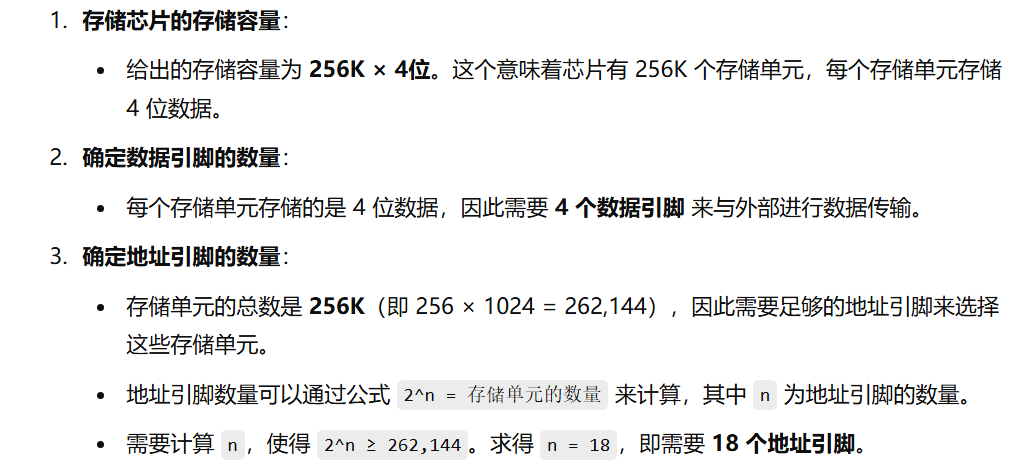 1. 存储芯片的存储容量：
• 给出的存储容量为 256K × 4位。这个意味着芯片有 256K 个存储单元，每个存储单元存储
4 位数据。
2. 确定数据引脚的数量：
• 每个存储单元存储的是 4 位数据，因此需要 4 个数据引脚 来与外部进行数据传输。
3. 确定地址引脚的数量：
• 存储单元的总数是 256K（即 256 × 1024 = 262,144），因此需要足够的地址引脚来选择
这些存储单元。
• 地址引脚数量可以通过公式 2^n = 存储单元的数量 来计算，其中 n 为地址引脚的数量。
• 需要计算 n，使得 2^n ≥ 262,144。求得 n = 18，即需要 18 个地址引脚。